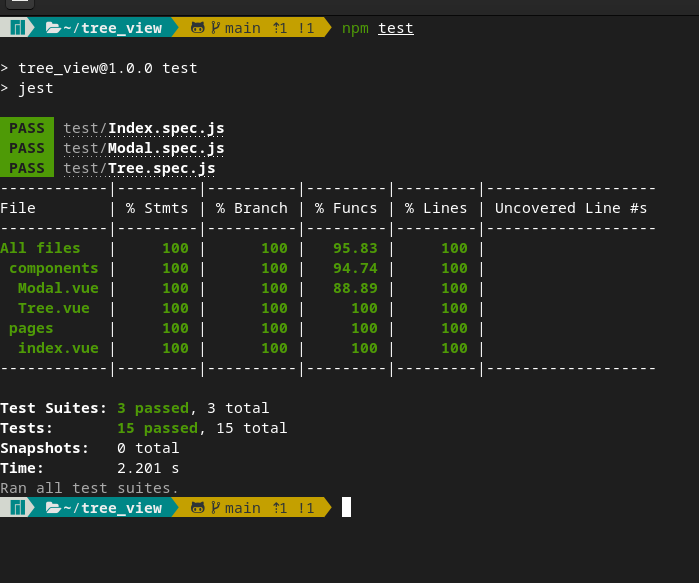 ~/tree_view main ⇡1 !1 npm test
> tree_view@1.0.0 test
> jest
PASS test/Index.spec.js
PASS test/Modal.spec.js
PASS test/Tree.spec.js
------------|---------|----------|---------|---------|-------------------
File        | % Stmts | % Branch | % Funcs | % Lines | Uncovered Line #s
------------|---------|----------|---------|---------|-------------------
All files   |     100 |      100 |   95.83 |     100 |
 components |     100 |      100 |   94.74 |     100 |
  Modal.vue |     100 |      100 |   88.89 |     100 |
  Tree.vue  |     100 |      100 |     100 |     100 |
 pages      |     100 |      100 |     100 |     100 |
  index.vue |     100 |      100 |     100 |     100 |
------------|---------|----------|---------|---------|-------------------
Test Suites: 3 passed, 3 total
Tests:       15 passed, 15 total
Snapshots:   0 total
Time:        2.201 s
Ran all test suites.
~/tree_view main ⇡1 !1